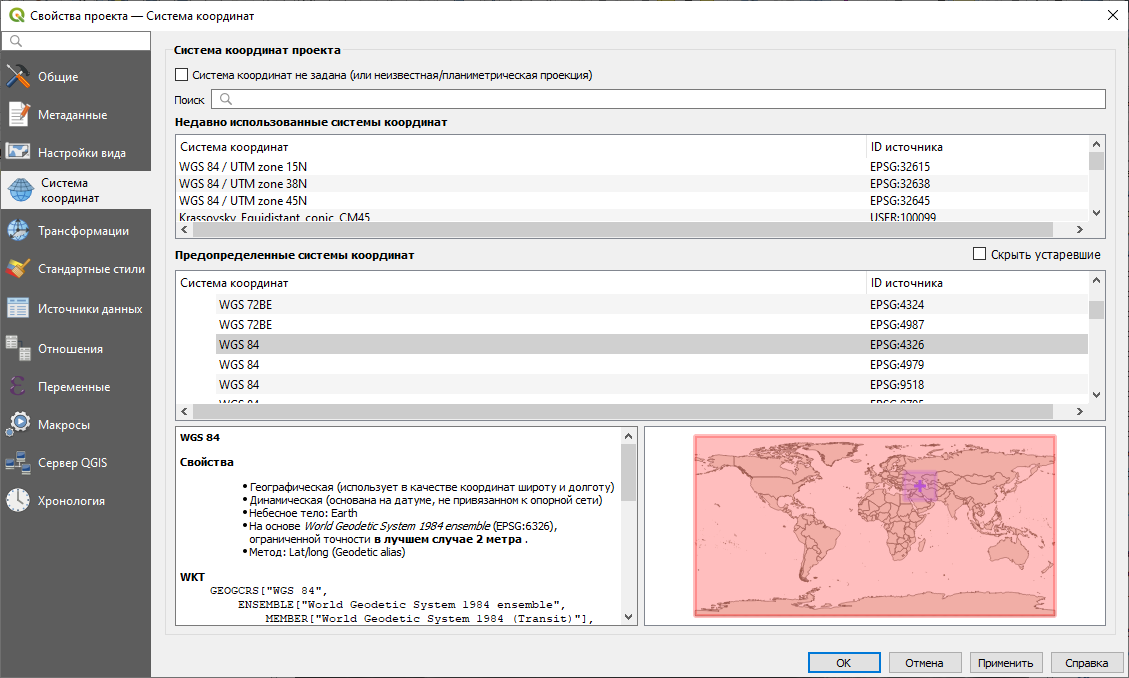 Свойства проекта — Система координат
Общие
Метаданные
Настройки вида
Система
координат
Трансформации
Стандартные стили
Источники данных
Отношения
Переменные
Макросы
Сервер QGIS
Хронология
Система координат проекта
Система координат не задана (или неизвестная/планиметрическая проекция)
Поиск
Недавно использованные системы координат
Система координат ID источника
WGS 84 / UTM zone 15N EPSG:32615
WGS 84 / UTM zone 38N EPSG:32638
WGS 84 / UTM zone 45N EPSG:32645
Krassovsky_Equidistant_conic_CM45 USER:100099
Предопределенные системы координат
Скрыть устаревшие
Система координат ID источника
WGS 72BE EPSG:4324
WGS 72BE EPSG:4987
WGS 84 EPSG:4326
WGS 84 EPSG:4979
WGS 84 EPSG:9518
WGS 84
WGS 84
Свойства
• Географическая (использует в качестве координат широту и долготу)
• Динамическая (основана на датуме, не привязанном к опорной сети)
• Небесное тело: Earth
• На основе World Geodetic System 1984 ensemble (EPSG:6326),
ограниченной точности в лучшем случае 2 метра .
• Метод: Lat/long (Geodetic alias)
WKT
GEOGCRS["WGS 84",
ENSEMBLE["World Geodetic System 1984 ensemble",
MEMBER["World Geodetic System 1984 (Transit)"],
OK
Отмена
Применить
Справка